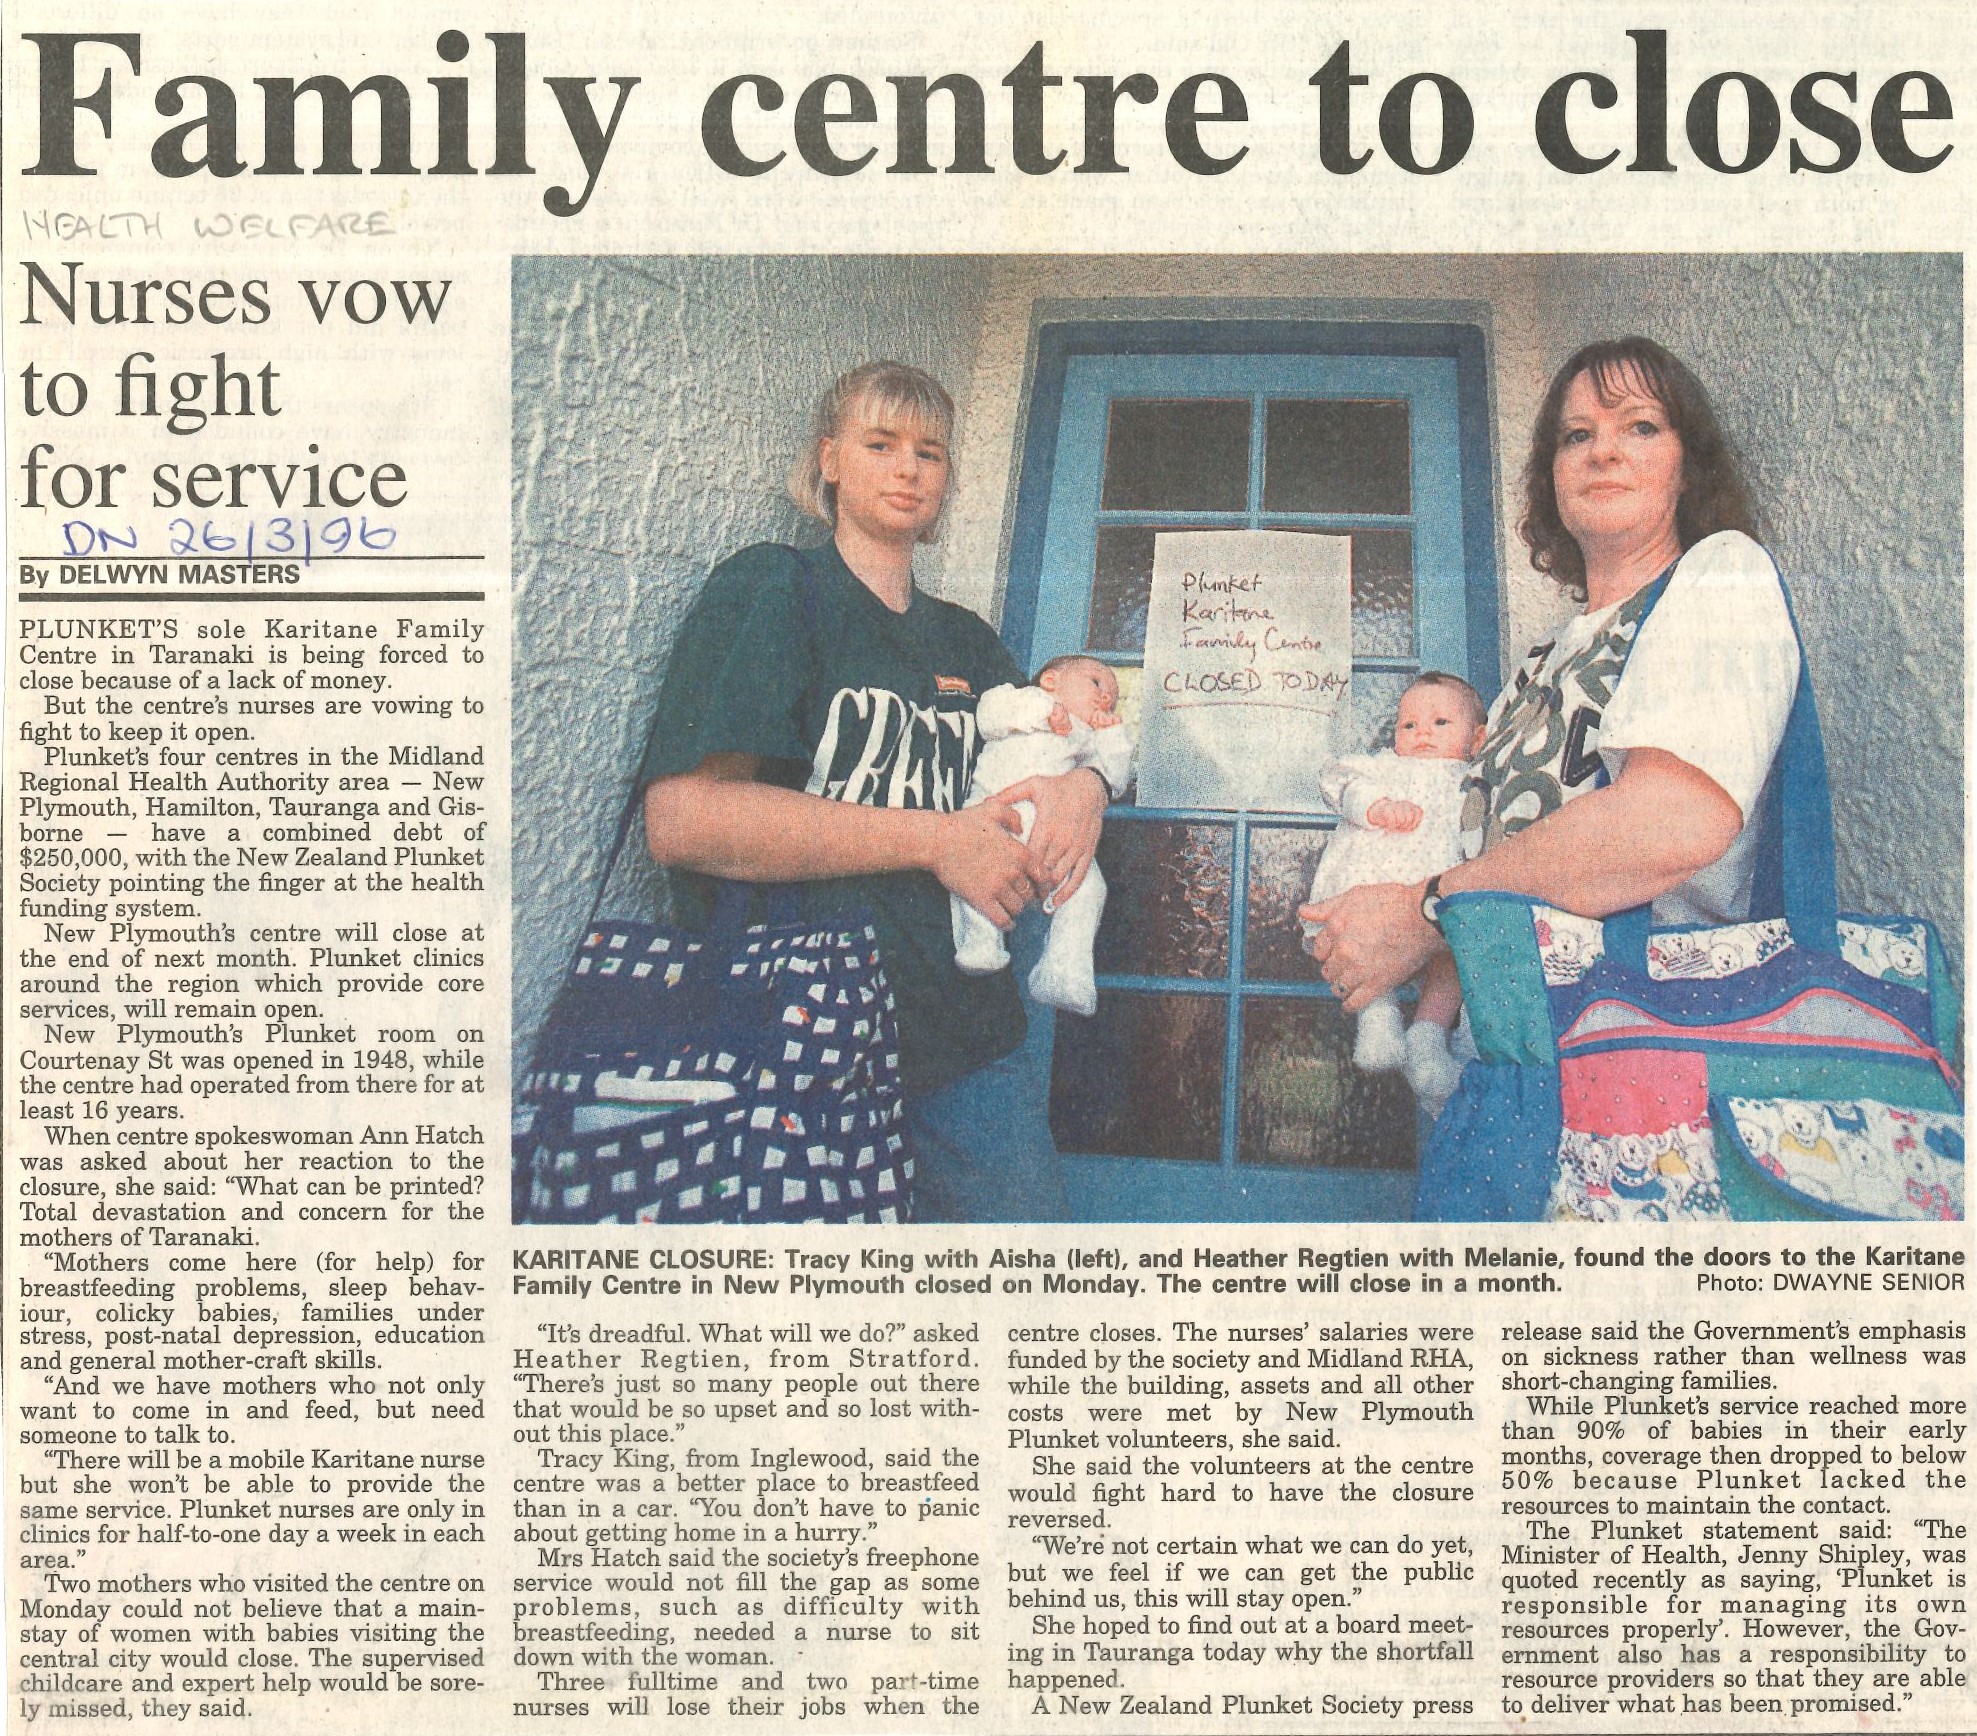 Family centre to close
HEALTH WELFARE
Nurses vow
to fight
for service
DN 26/3/96
By DELWYN MASTERS
PLUNKET'S sole Karitane Family
Centre in Taranaki is being forced to
close because of a lack of money.
But the centre's nurses are vowing to
fight to keep it open.
Plunket's four centres in the Midland
Regional Health Authority area — New
Plymouth, Hamilton, Tauranga and Gis-
borne — have a combined debt of
$250,000, with the New Zealand Plunket
Society pointing the finger at the health
funding system.
New Plymouth's centre will close at
the end of next month. Plunket clinics
around the region which provide core
services, will remain open.
New Plymouth's Plunket room on
Courtenay St was opened in 1948, while
the centre had operated from there for at
least 16 years.
When centre spokeswoman Ann Hatch
was asked about her reaction to the
closure, she said: "What can be printed?
Total devastation and concern for the
mothers of Taranaki.
"Mothers come here (for help) for
breastfeeding problems, sleep behav-
iour, colicky babies, families under
stress, post-natal depression, education
and general mother-craft skills.
"And we have mothers who not only
want to come in and feed, but need
someone to talk to.
"There will be a mobile Karitane nurse
but she won't be able to provide the
same service. Plunket nurses are only in
clinics for half-to-one day a week in each
area."
Two mothers who visited the centre on
Monday could not believe that a main-
stay of women with babies visiting the
central city would close. The supervised
childcare and expert help would be sore-
ly missed, they said.
Plunket
Karitane
Family Centre
CLOSED TODAY
GREEN
KARITANE CLOSURE: Tracy King with Aisha (left), and Heather Regtien with Melanie, found the doors to the Karitane
Family Centre in New Plymouth closed on Monday. The centre will close in a month. Photo: DWAYNE SENIOR
"It's dreadful. What will we do?" asked
Heather Regtien, from Stratford.
"There's just so many people out there
that would be so upset and so lost with-
out this place."
Tracy King, from Inglewood, said the
centre was a better place to breastfeed
than in a car. "You don't have to panic
about getting home in a hurry."
Mrs Hatch said the society's freephone
service would not fill the gap as some
problems, such as difficulty with
breastfeeding, needed a nurse to sit
down with the woman.
Three fulltime and two part-time
nurses will lose their jobs when the
centre closes. The nurses' salaries were
funded by the society and Midland RHA,
while the building, assets and all other
costs were met by New Plymouth
Plunket volunteers, she said.
She said the volunteers at the centre
would fight hard to have the closure
reversed.
"We're not certain what we can do yet,
but we feel if we can get the public
behind us, this will stay open."
She hoped to find out at a board meet-
ing in Tauranga today why the shortfall
happened.
A New Zealand Plunket Society press
release said the Government's emphasis
on sickness rather than wellness was
short-changing families.
While Plunket's service reached more
than 90% of babies in their early
months, coverage then dropped to below
50% because Plunket lacked the
resources to maintain the contact.
The Plunket statement said: "The
Minister of Health, Jenny Shipley, was
quoted recently as saying, 'Plunket is
responsible for managing its own
resources properly'. However, the Gov-
ernment also has a responsibility to
resource providers so that they are able
to deliver what has been promised."